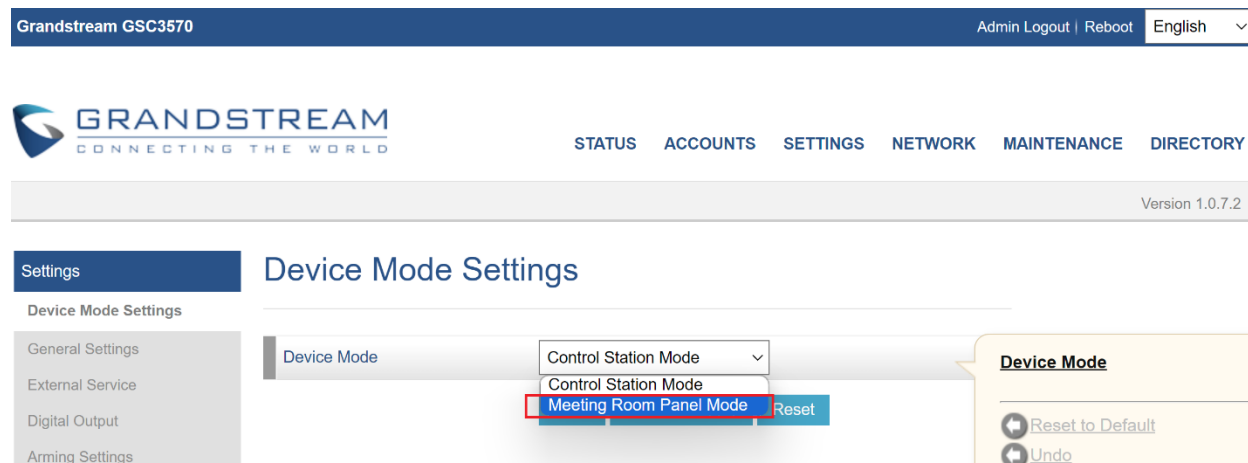 Grandstream GSC3570
Admin Logout | Reboot English
GRANDSTREAM
CONNECTING THE WORLD
STATUS ACCOUNTS SETTINGS NETWORK MAINTENANCE DIRECTORY
Version 1.0.7.2
Settings
Device Mode Settings
Device Mode Settings
General Settings
External Service
Digital Output
Arming Settings
Device Mode
Control Station Mode
Control Station Mode
Meeting Room Panel Mode
Reset
Device Mode
Reset to Default
Undo